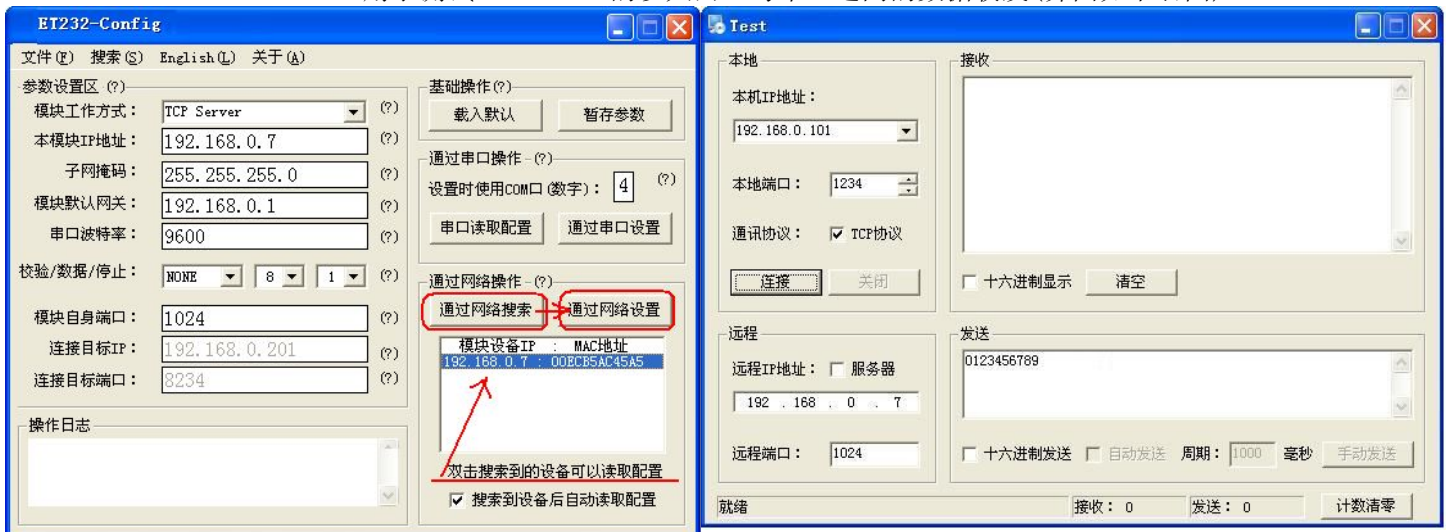 ET232-Config
文件(F) 搜索(S) English(L) 关于(A)
参数设置区 (?)
模块工作方式： TCP Server (?)
本模块IP地址： 192.168.0.7 (?)
子网掩码： 255.255.255.0 (?)
模块默认网关： 192.168.0.1 (?)
串口波特率： 9600 (?)
校验/数据/停止： NONE 8 1 (?)
模块自身端口： 1024 (?)
连接目标IP： 192.168.0.201 (?)
连接目标端口： 8234 (?)
操作日志
基础操作(?)
载入默认 暂存参数
通过串口操作-(?)
设置时使用COM口(数字)： 4 (?)
串口读取配置 通过串口设置
通过网络操作-(?)
通过网络搜索 通过网络设置
模块设备IP : MAC地址
192.168.0.7 : 00ECB5AC45A5
双击搜索到的设备可以读取配置
搜索到设备后自动读取配置
Test
本地
本机IP地址：
192.168.0.101
本地端口： 1234
通讯协议： TCP协议
连接 关闭
接收
十六进制显示 清空
远程
远程IP地址： 服务器
192 . 168 . 0 . 7
远程端口： 1024
发送
0123456789
十六进制发送 自动发送 周期： 1000 毫秒 手动发送
就绪 接收：0 发送：0 计数清零